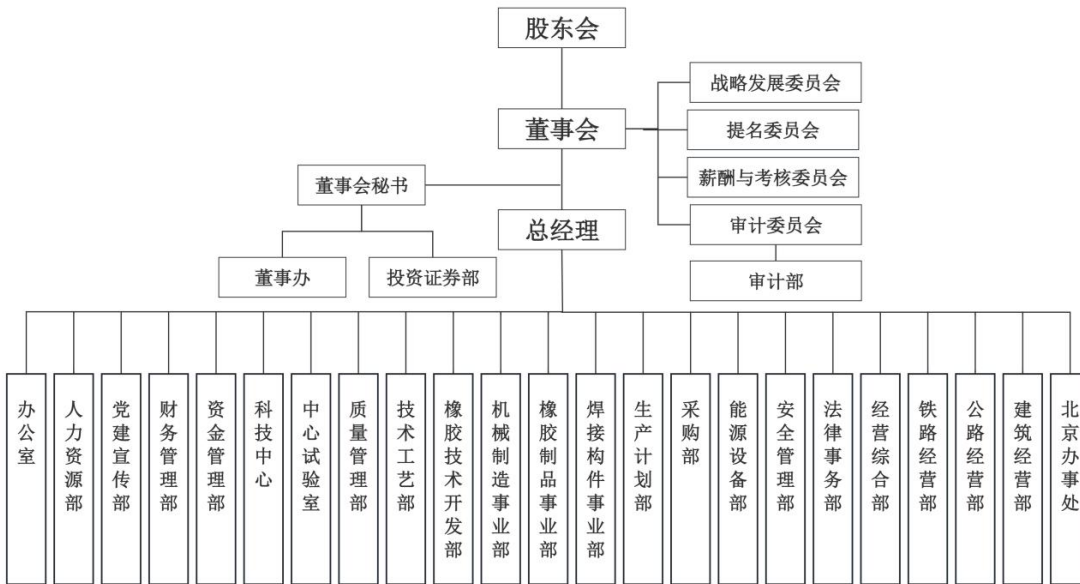 股东会
董事会
战略发展委员会
提名委员会
薪酬与考核委员会
审计委员会
审计部
董事会秘书
董事办
投资证券部
总经理
办公室
人力资源部
党建宣传部
财务管理部
资金管理部
科技中心
中心试验室
质量管理部
技术工艺部
橡胶技术开发部
机械制造事业部
橡胶制品事业部
焊接构件事业部
生产计划部
采购部
能源设备部
安全管理部
法律事务部
经营综合部
铁路经营部
公路经营部
建筑经营部
北京办事处